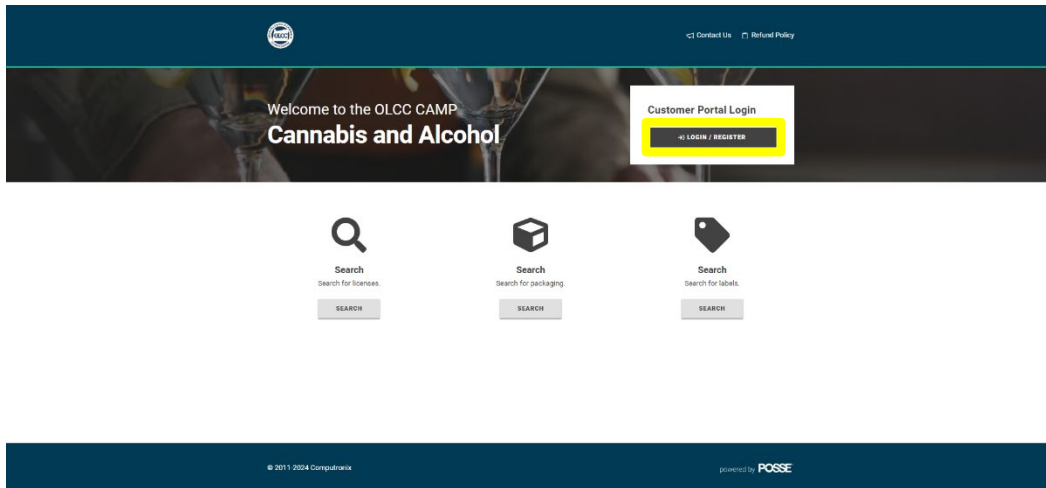 OLCC
Contact Us Refund Policy
Welcome to the OLCC CAMP
Cannabis and Alcohol
Customer Portal Login
LOGIN / REGISTER
Search Search Search
Search for licenses. Search for packaging. Search for labels.
SEARCH SEARCH SEARCH
© 2011-2024 Computronix
powered by POSSE